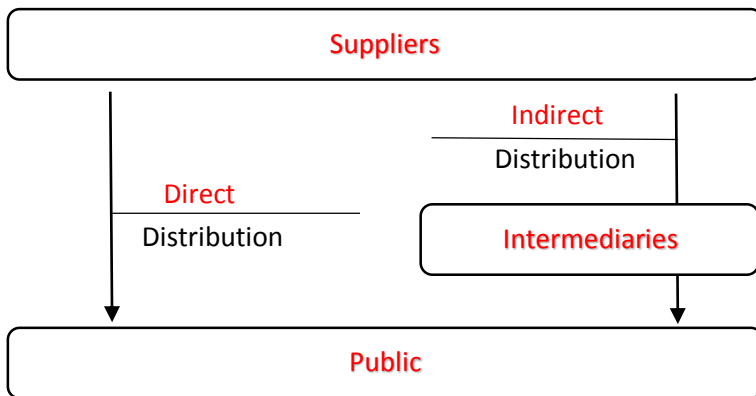 Suppliers
Indirect
Distribution
Direct
Distribution
Intermediaries
Public